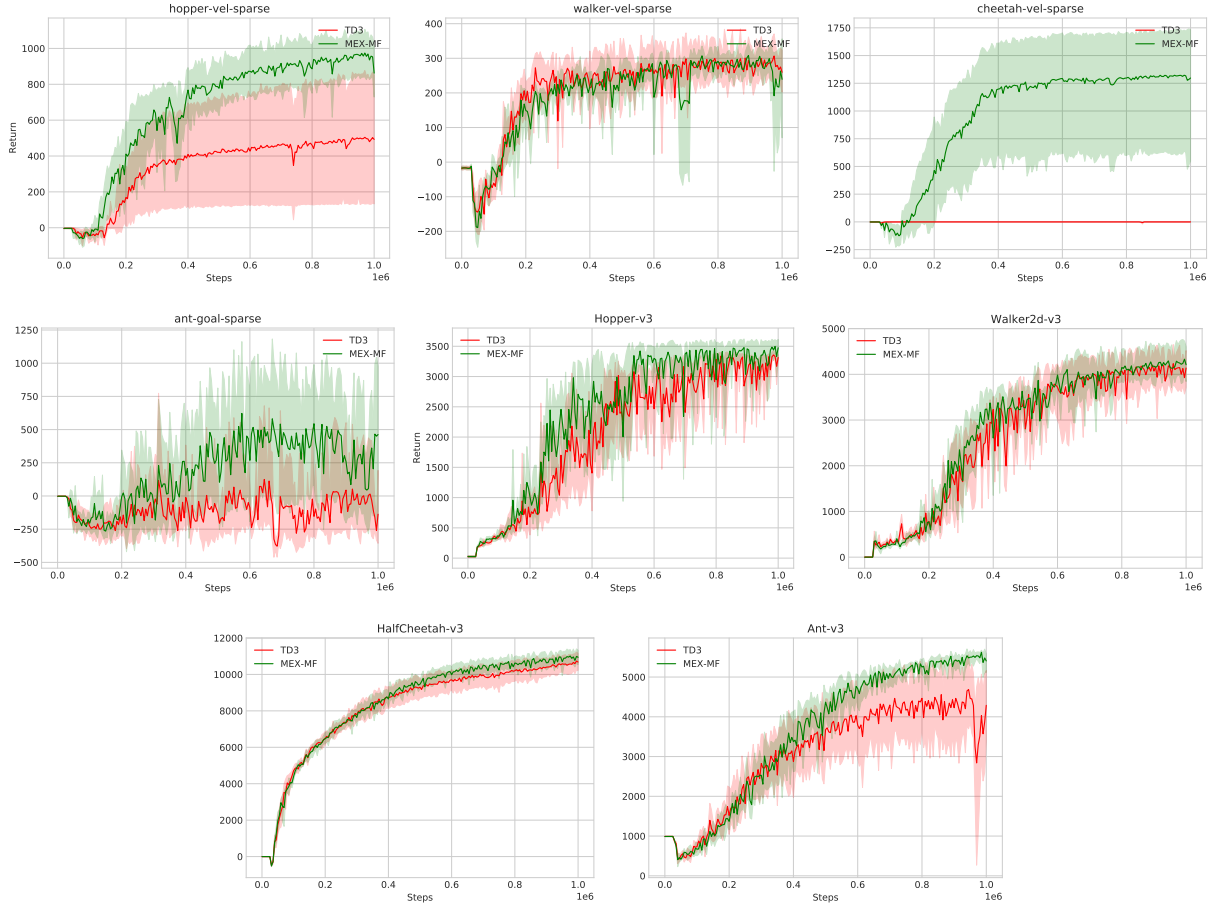 hopper-vel-sparse
TD3
MEX-MF
1000
800
600
400
200
0
Return
0.0 0.2 0.4 0.6 0.8 1.0
Steps
1e6
walker-vel-sparse
TD3
MEX-MF
400
300
200
100
0
−100
−200
0.0 0.2 0.4 0.6 0.8 1.0
Steps
1e6
cheetah-vel-sparse
TD3
MEX-MF
1750
1500
1250
1000
750
500
250
0
−250
0.0 0.2 0.4 0.6 0.8 1.0
Steps
1e6
ant-goal-sparse
TD3
MEX-MF
1250
1000
750
500
250
0
−250
−500
0.0 0.2 0.4 0.6 0.8 1.0
1e6
Hopper-v3
TD3
MEX-MF
3500
3000
2500
2000
1500
1000
500
0
Return
0.0 0.2 0.4 0.6 0.8 1.0
Steps
1e6
Walker2d-v3
TD3
MEX-MF
5000
4000
3000
2000
1000
0
0.0 0.2 0.4 0.6 0.8 1.0
Steps
1e6
HalfCheetah-v3
TD3
MEX-MF
12000
10000
8000
6000
4000
2000
0
0.0 0.2 0.4 0.6 0.8 1.0
Steps
1e6
Ant-v3
TD3
MEX-MF
5000
4000
3000
2000
1000
0
0.0 0.2 0.4 0.6 0.8 1.0
Steps
1e6